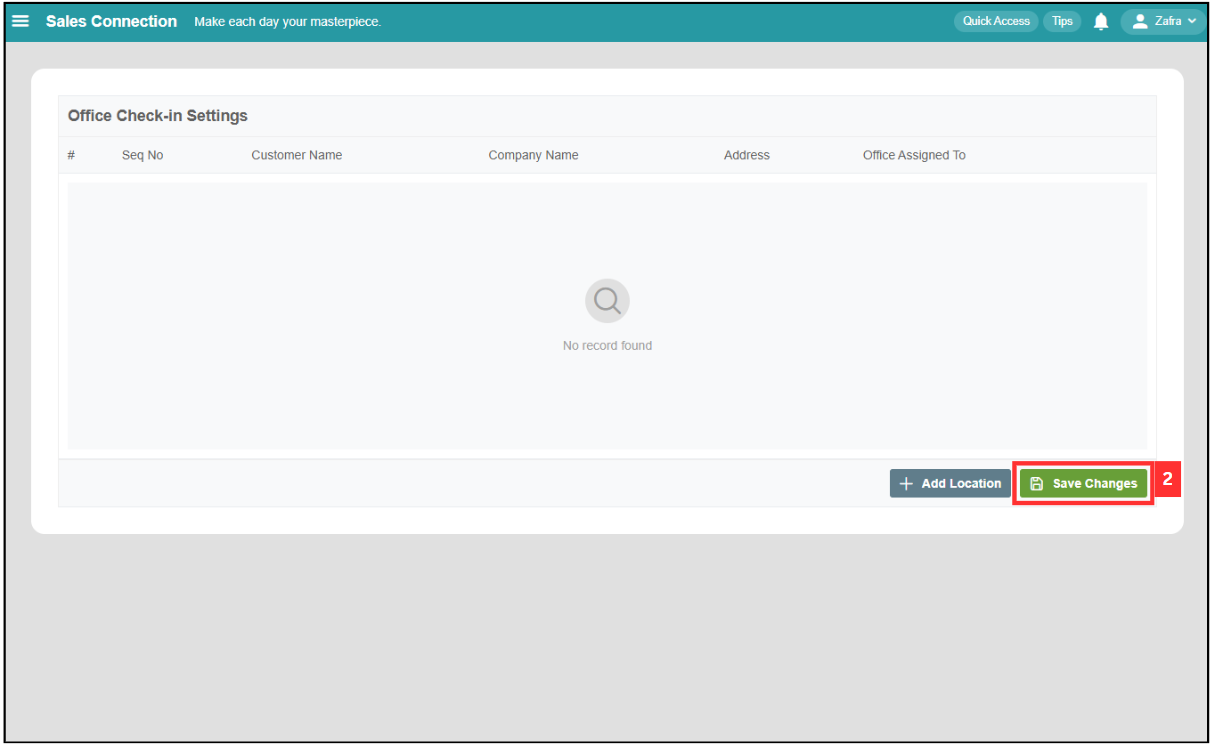 Sales Connection Make each day your masterpiece. Quick Access Tips Zafra
Office Check-in Settings
# Seq No Customer Name Company Name Address Office Assigned To
No record found
Add Location Save Changes 2